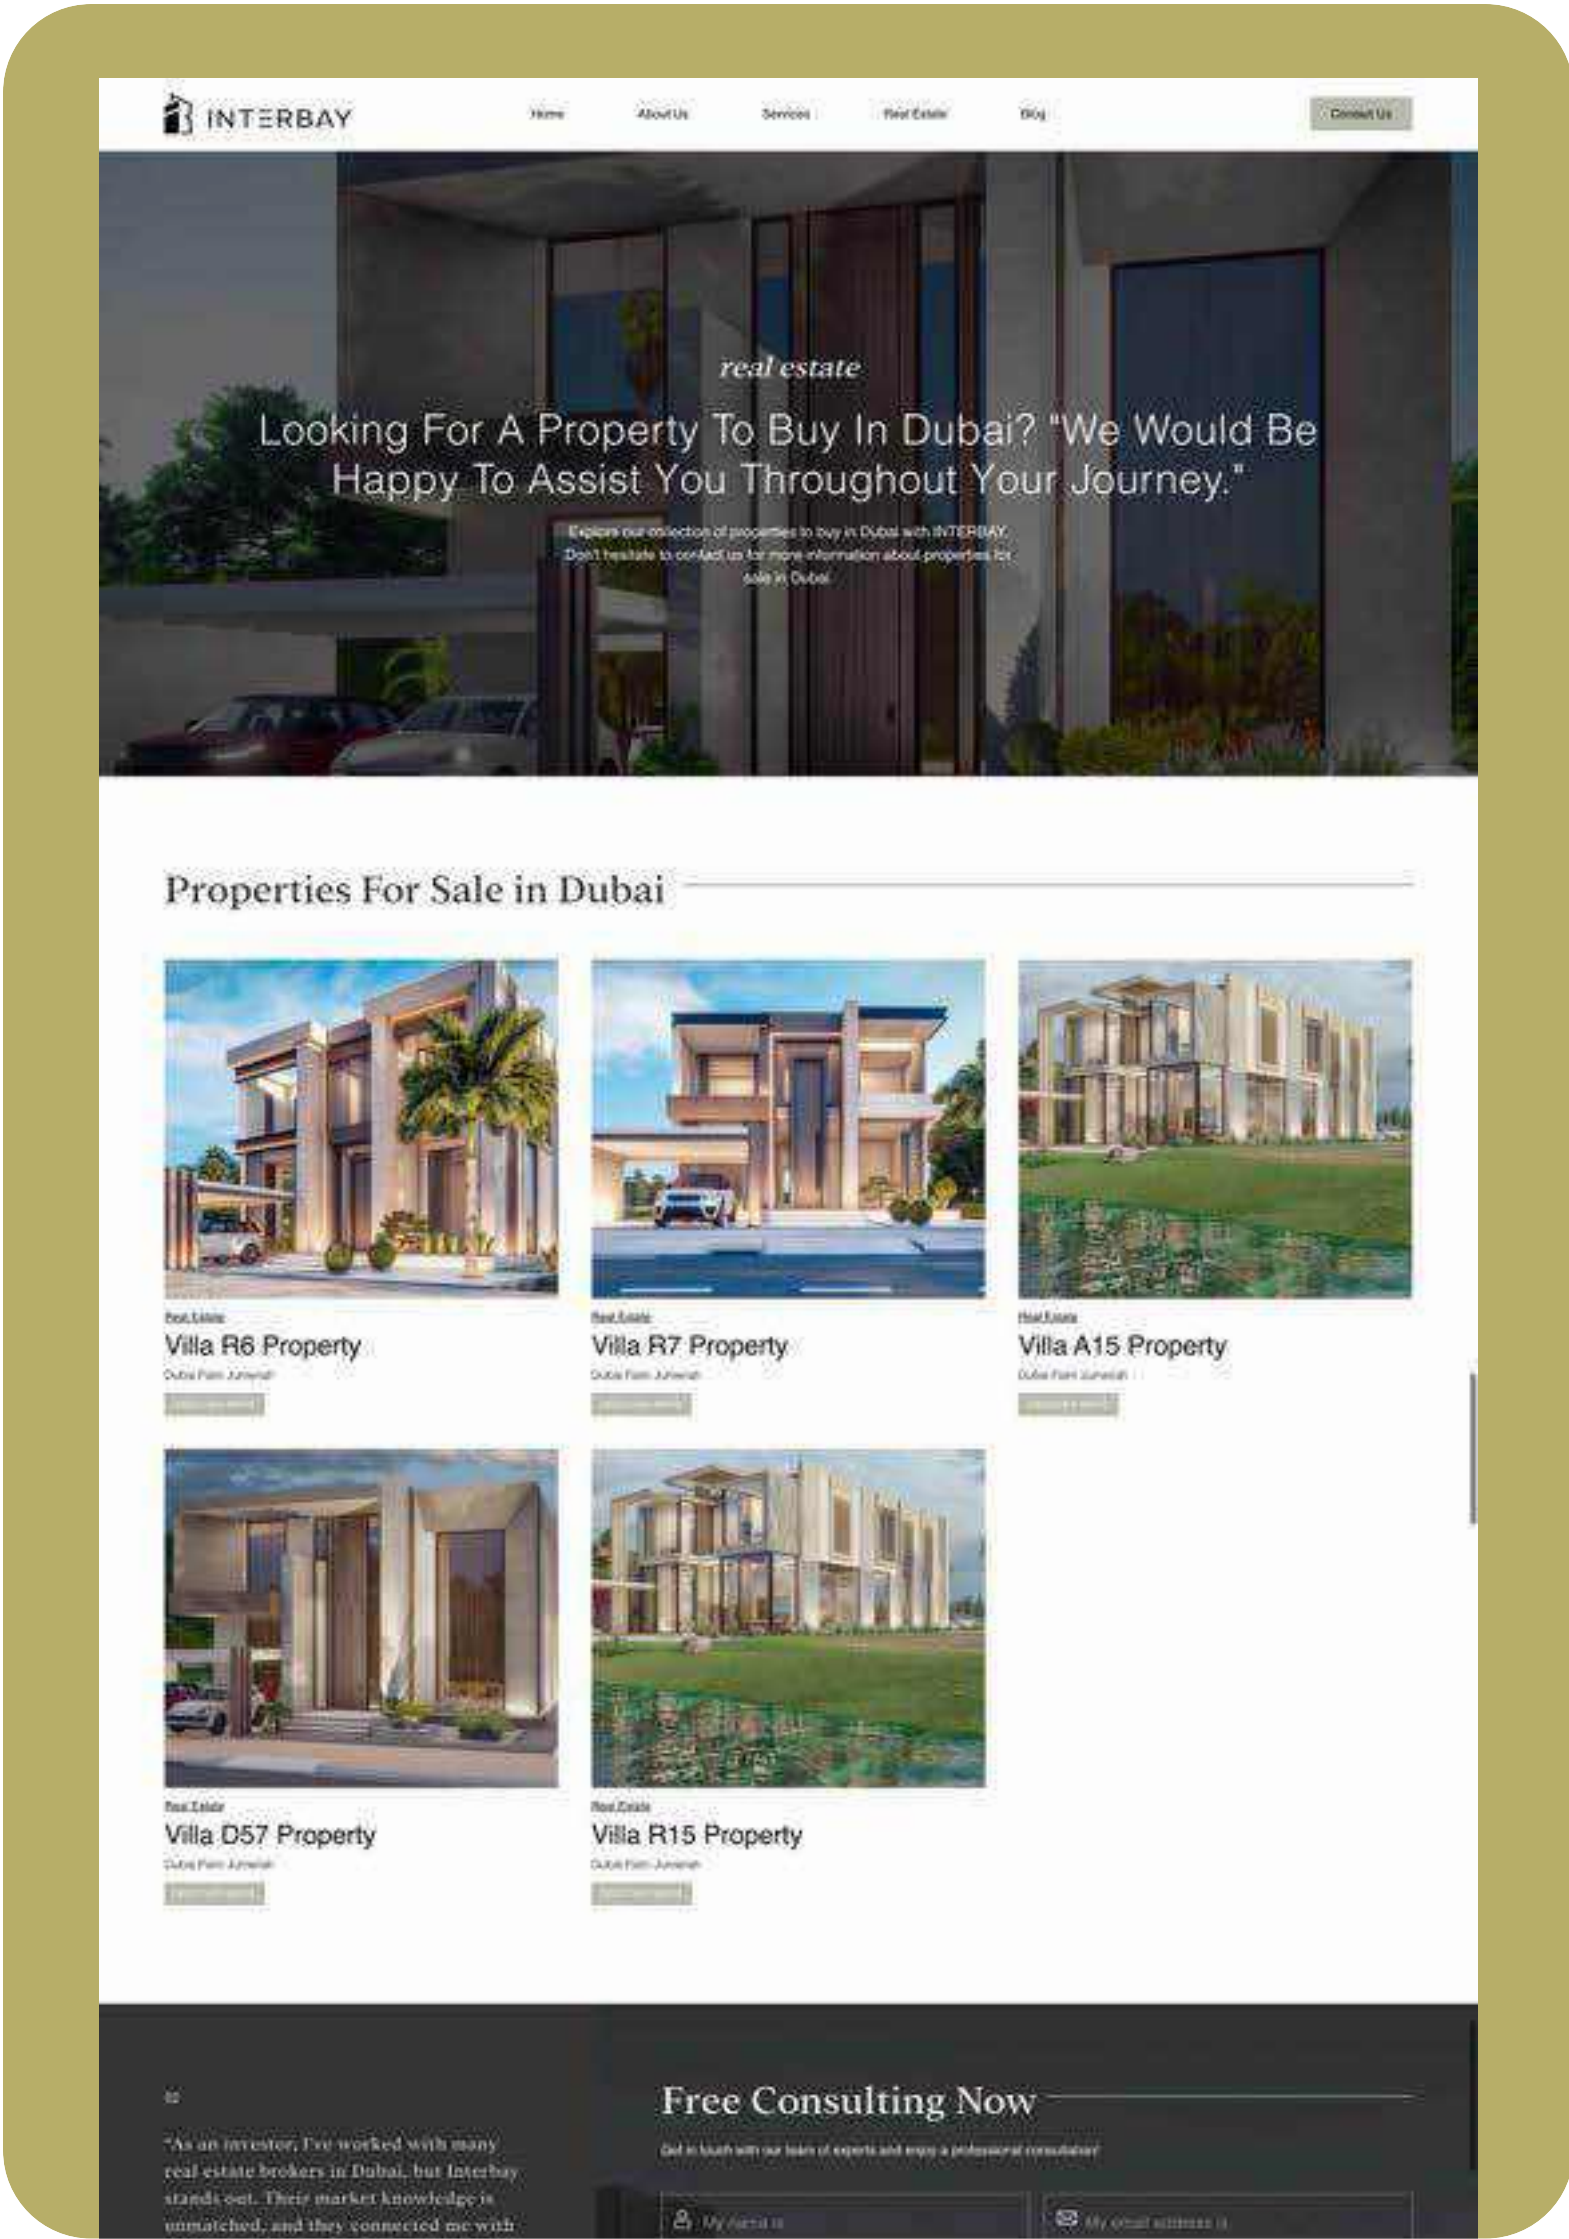 INTERBAY
Home About Us Services Real Estate Blog Contact Us
real estate
Looking For A Property To Buy In Dubai? "We Would Be
Happy To Assist You Throughout Your Journey."
Explore our collection of properties to buy in Dubai with INTERBAY.
Don't hesitate to contact us for more information about properties for
sale in Dubai
Properties For Sale in Dubai
Real Estate
Villa R6 Property
Dubai Palm Jumeirah
Real Estate
Villa R7 Property
Dubai Palm Jumeirah
Real Estate
Villa A15 Property
Dubai Palm Jumeirah
Real Estate
Villa D57 Property
Dubai Palm Jumeirah
Real Estate
Villa R15 Property
Dubai Palm Jumeirah
"As an investor, I've worked with many
real estate brokers in Dubai, but Interbay
stands out. Their market knowledge is
unmatched, and they connected me with
Free Consulting Now
Get in touch with our team of experts and enjoy a professional consultation!
My name is
My email address is